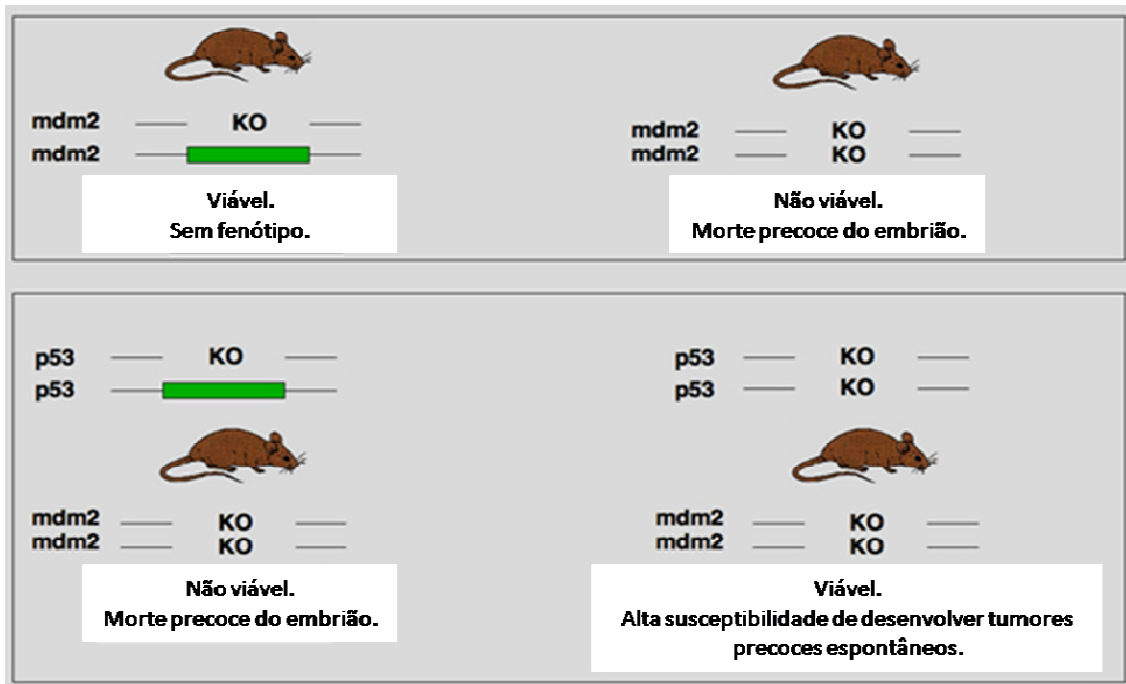 mdm2 KO
mdm2
Viável.
Sem fenótipo.
mdm2 KO
mdm2 KO
Não viável.
Morte precoce do embrião.
p53 KO
p53
mdm2 KO
mdm2 KO
Não viável.
Morte precoce do embrião.
p53 KO
p53 KO
mdm2 KO
mdm2 KO
Viável.
Alta susceptibilidade de desenvolver tumores
precoces espontâneos.